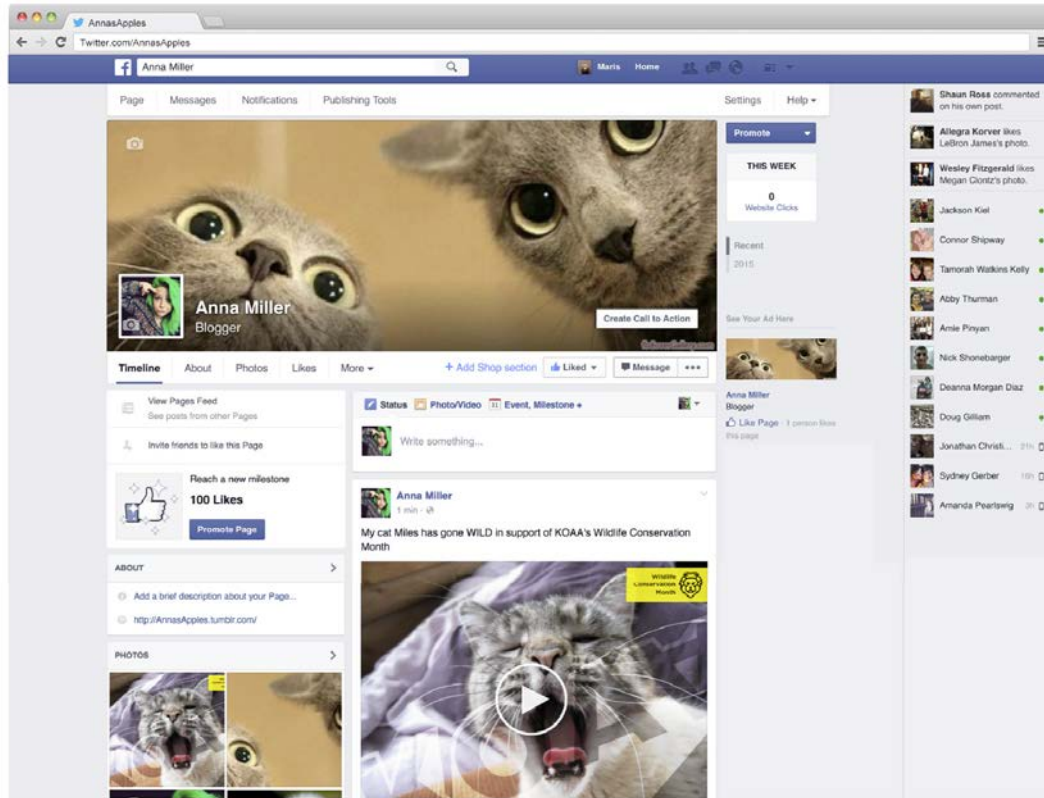 AnnasApples
Twitter.com/AnnasApples
Anna Miller
Maris Home
Page Messages Notifications Publishing Tools
Settings Help
Anna Miller
Blogger
Create Call to Action
Timeline About Photos Likes More
+ Add Shop section Liked Message
Promote
THIS WEEK
0
Website Clicks
Recent
2015
See Your Ad Here
Anna Miller
Blogger
Like Page · 1 person likes
this page
View Pages Feed
See posts from other Pages
Invite friends to like this Page
Reach a new milestone
100 Likes
Promote Page
ABOUT
Add a brief description about your Page...
http://AnnasApples.tumblr.com/
PHOTOS
Status Photo/Video 31 Event, Milestone +
Write something...
Anna Miller
1 min ·
My cat Miles has gone WILD in support of KOAA's Wildlife Conservation
Month
Wildlife
Conservation
Month
Shaun Ross commented
on his own post.
Allegra Korver likes
LeBron James's photo.
Wesley Fitzgerald likes
Megan Clontz's photo.
Jackson Kiel
Connor Shipway
Tamorah Watkins Kelly
Abby Thurman
Amie Pinyan
Nick Shonebarger
Deanna Morgan Diaz
Doug Gilliam
Jonathan Christi... 21h
Sydney Gerber
Amanda Pearlswig 3h